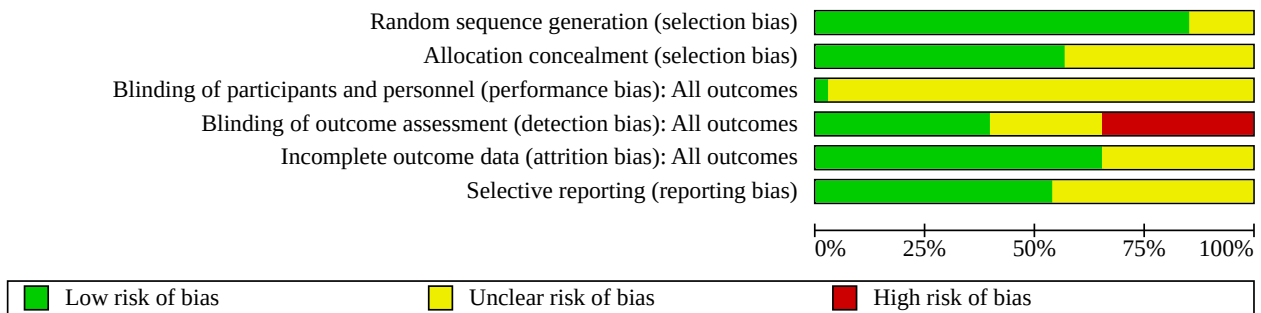 Random sequence generation (selection bias)
Allocation concealment (selection bias)
Blinding of participants and personnel (performance bias): All outcomes
Blinding of outcome assessment (detection bias): All outcomes
Incomplete outcome data (attrition bias): All outcomes
Selective reporting (reporting bias)
0% 25% 50% 75% 100%
Low risk of bias Unclear risk of bias High risk of bias